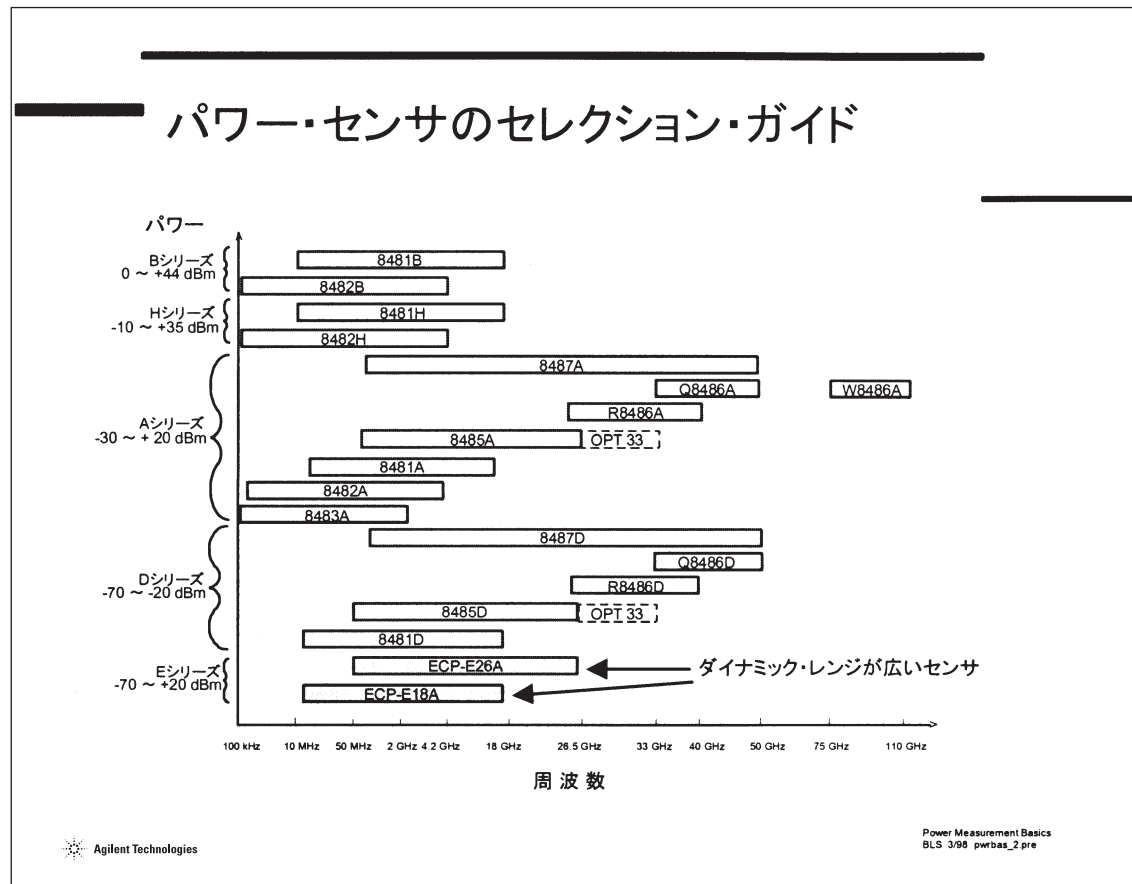 パワー・センサのセレクション・ガイド
パワー
Bシリーズ
0 ～ +44 dBm
8481B
8482B
Hシリーズ
-10 ～ +35 dBm
8481H
8482H
Aシリーズ
-30 ～ + 20 dBm
8487A
Q8486A
W8486A
R8486A
8485A
OPT 33
8481A
8482A
8483A
Dシリーズ
-70 ～ -20 dBm
8487D
Q8486D
R8486D
8485D
OPT 33
8481D
Eシリーズ
-70 ～ +20 dBm
ECP-E26A
ECP-E18A
ダイナミック・レンジが広いセンサ
100 kHz 10 MHz 50 MHz 2 GHz 4.2 GHz 18 GHz 26.5 GHz 33 GHz 40 GHz 50 GHz 75 GHz 110 GHz
周波数
Agilent Technologies
Power Measurement Basics
BLS 3/98 pwrbas_2.pre